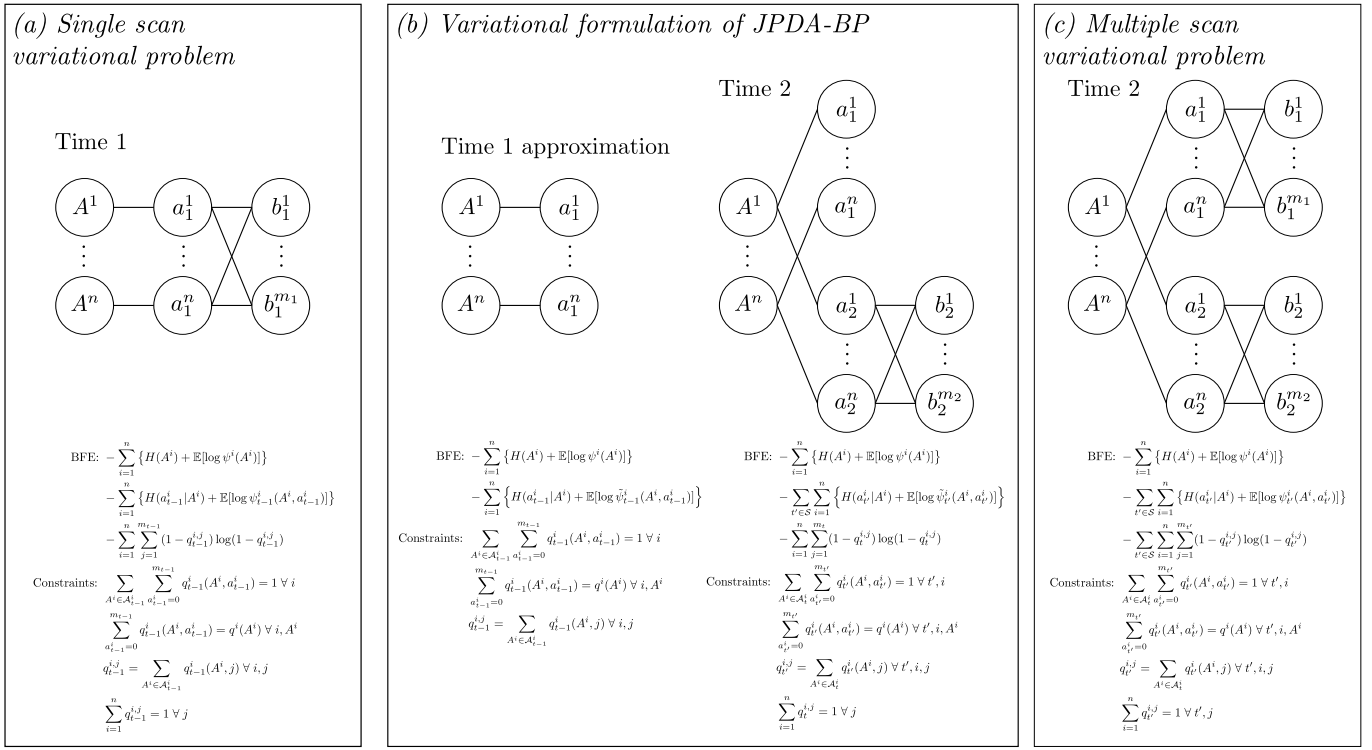 (a) Single scan
variational problem
Time 1
A^1 a_1^1 b_1^1
⋮ ⋮ ⋮
A^n a_1^n b_1^{m_1}
BFE: −∑_{i=1}^{n} {H(A^i) + 𝔼[log ψ^i(A^i)]}
−∑_{i=1}^{n} {H(a_{t−1}^i|A^i) + 𝔼[log ψ_{t−1}^i(A^i, a_{t−1}^i)]}
−∑_{i=1}^{n} ∑_{j=1}^{m_{t−1}} (1 − q_{t−1}^{i,j}) log(1 − q_{t−1}^{i,j})
Constraints: ∑_{A^i∈𝒜_{t−1}^i} ∑_{a_{t−1}^i=0}^{m_{t−1}} q_{t−1}^i(A^i, a_{t−1}^i) = 1 ∀ i
∑_{a_{t−1}^i=0}^{m_{t−1}} q_{t−1}^i(A^i, a_{t−1}^i) = q^i(A^i) ∀ i, A^i
q_{t−1}^{i,j} = ∑_{A^i∈𝒜_{t−1}^i} q_{t−1}^i(A^i, j) ∀ i, j
∑_{i=1}^{n} q_{t−1}^{i,j} = 1 ∀ j
(b) Variational formulation of JPDA-BP
Time 1 approximation
A^1 a_1^1
⋮ ⋮
A^n a_1^n
BFE: −∑_{i=1}^{n} {H(A^i) + 𝔼[log ψ^i(A^i)]}
−∑_{i=1}^{n} {H(a_{t−1}^i|A^i) + 𝔼[log ψ̃_{t−1}^i(A^i, a_{t−1}^i)]}
Constraints: ∑_{A^i∈𝒜_{t−1}^i} ∑_{a_{t−1}^i=0}^{m_{t−1}} q_{t−1}^i(A^i, a_{t−1}^i) = 1 ∀ i
∑_{a_{t−1}^i=0}^{m_{t−1}} q_{t−1}^i(A^i, a_{t−1}^i) = q^i(A^i) ∀ i, A^i
q_{t−1}^{i,j} = ∑_{A^i∈𝒜_{t−1}^i} q_{t−1}^i(A^i, j) ∀ i, j
Time 2
a_1^1
⋮
A^1 a_1^n
⋮
A^n a_2^1 b_2^1
⋮ ⋮
a_2^n b_2^{m_2}
BFE: −∑_{i=1}^{n} {H(A^i) + 𝔼[log ψ^i(A^i)]}
−∑_{t′∈𝒮} ∑_{i=1}^{n} {H(a_{t′}^i|A^i) + 𝔼[log ψ̃_{t′}^i(A^i, a_{t′}^i)]}
−∑_{i=1}^{n} ∑_{j=1}^{m_t} (1 − q_t^{i,j}) log(1 − q_t^{i,j})
Constraints: ∑_{A^i∈𝒜_t^i} ∑_{a_{t′}^i=0}^{m_{t′}} q_{t′}^i(A^i, a_{t′}^i) = 1 ∀ t′, i
∑_{a_{t′}^i=0}^{m_{t′}} q_{t′}^i(A^i, a_{t′}^i) = q^i(A^i) ∀ t′, i, A^i
q_{t′}^{i,j} = ∑_{A^i∈𝒜_t^i} q_{t′}^i(A^i, j) ∀ t′, i, j
∑_{i=1}^{n} q_t^{i,j} = 1 ∀ j
(c) Multiple scan
variational problem
Time 2
a_1^1 b_1^1
⋮ ⋮
A^1 a_1^n b_1^{m_1}
⋮
A^n a_2^1 b_2^1
⋮ ⋮
a_2^n b_2^{m_2}
BFE: −∑_{i=1}^{n} {H(A^i) + 𝔼[log ψ^i(A^i)]}
−∑_{t′∈𝒮} ∑_{i=1}^{n} {H(a_{t′}^i|A^i) + 𝔼[log ψ_{t′}^i(A^i, a_{t′}^i)]}
−∑_{t′∈𝒮} ∑_{i=1}^{n} ∑_{j=1}^{m_{t′}} (1 − q_{t′}^{i,j}) log(1 − q_{t′}^{i,j})
Constraints: ∑_{A^i∈𝒜_t^i} ∑_{a_{t′}^i=0}^{m_{t′}} q_{t′}^i(A^i, a_{t′}^i) = 1 ∀ t′, i
∑_{a_{t′}^i=0}^{m_{t′}} q_{t′}^i(A^i, a_{t′}^i) = q^i(A^i) ∀ t′, i, A^i
q_{t′}^{i,j} = ∑_{A^i∈𝒜_t^i} q_{t′}^i(A^i, j) ∀ t′, i, j
∑_{i=1}^{n} q_{t′}^{i,j} = 1 ∀ t′, j